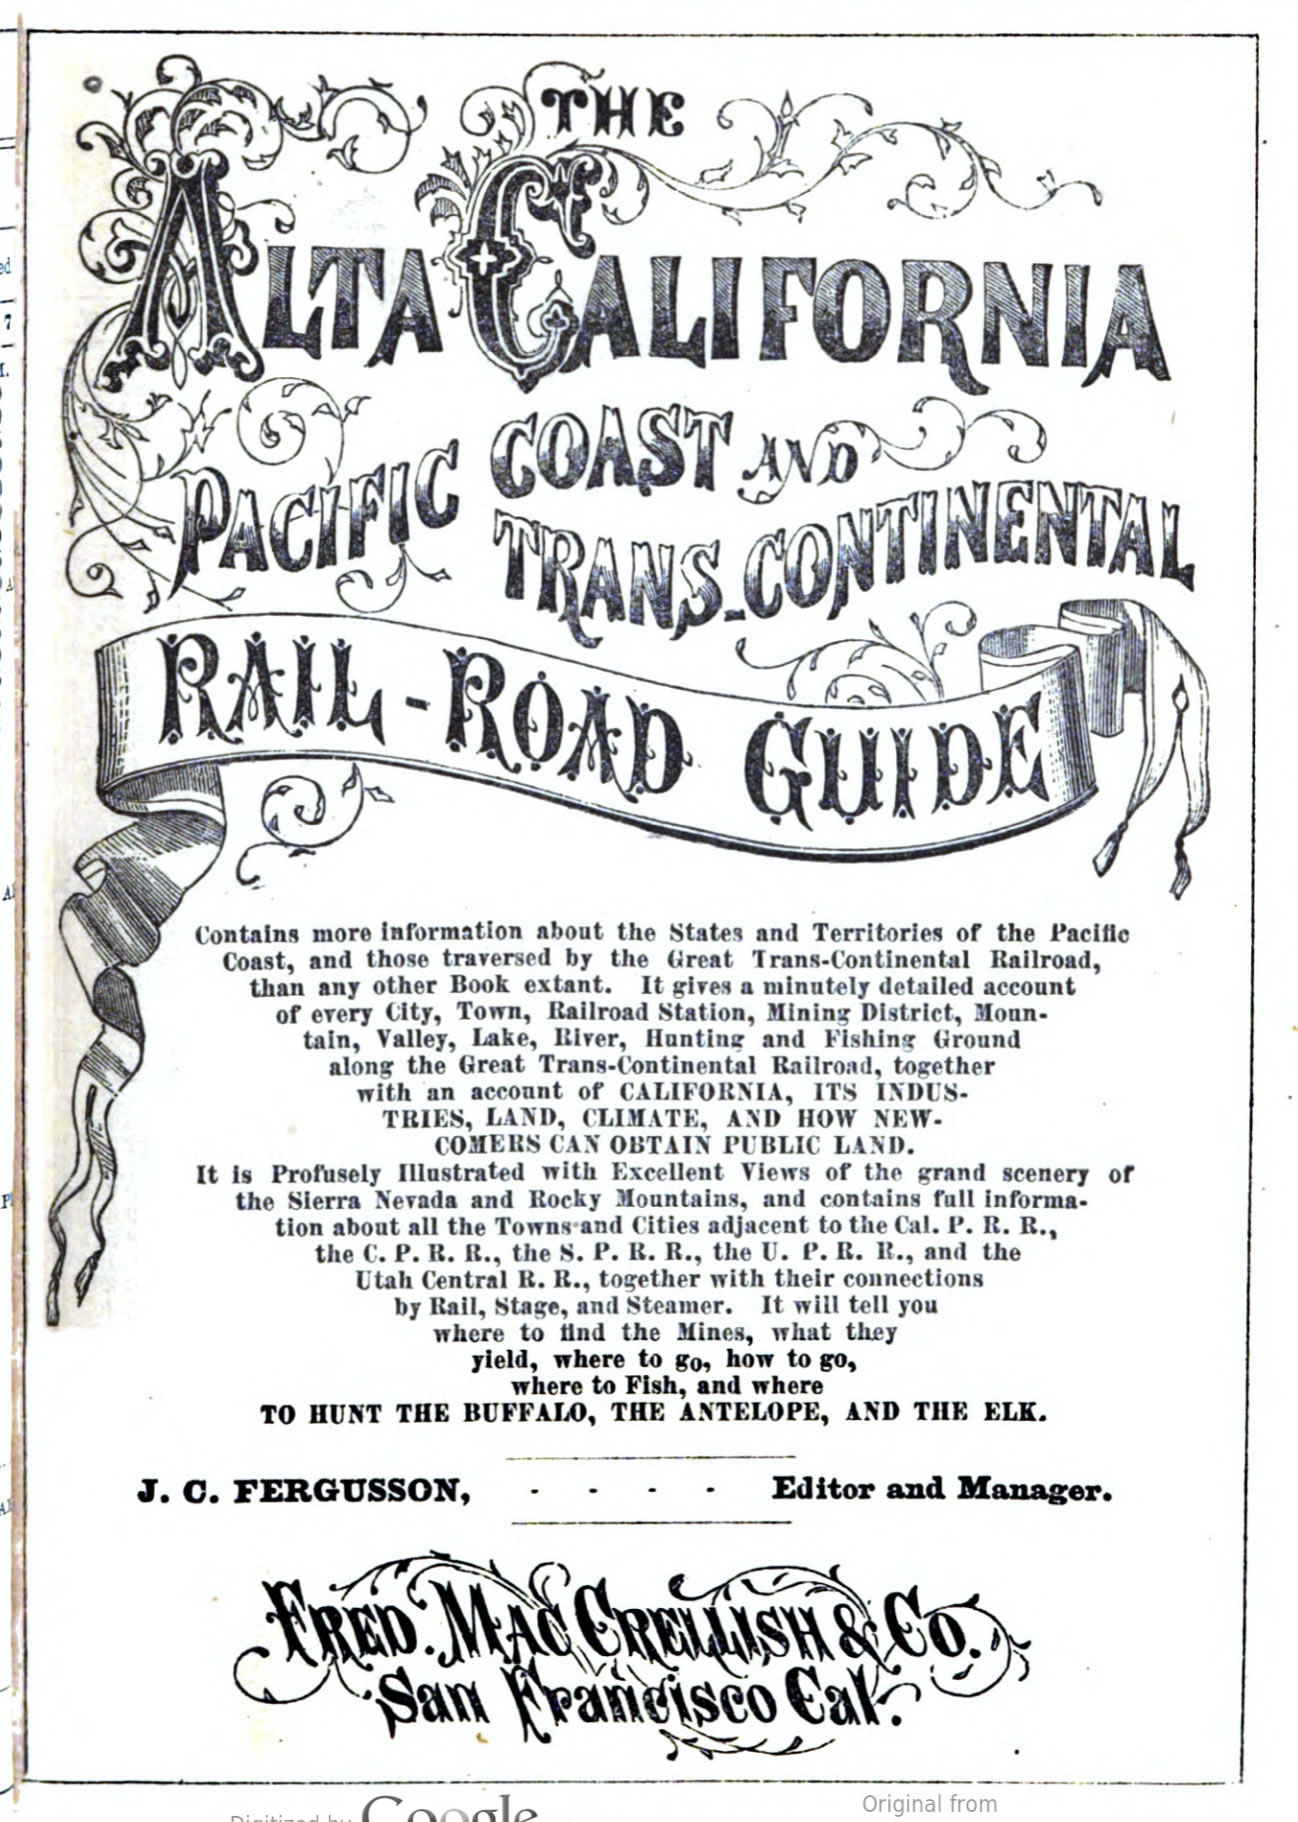 THE
ALTA CALIFORNIA
PACIFIC COAST AND
TRANS-CONTINENTAL
RAIL-ROAD GUIDE
Contains more information about the States and Territories of the Pacific
Coast, and those traversed by the Great Trans-Continental Railroad,
than any other Book extant. It gives a minutely detailed account
of every City, Town, Railroad Station, Mining District, Moun-
tain, Valley, Lake, River, Hunting and Fishing Ground
along the Great Trans-Continental Railroad, together
with an account of CALIFORNIA, ITS INDUS-
TRIES, LAND, CLIMATE, AND HOW NEW-
COMERS CAN OBTAIN PUBLIC LAND.
It is Profusely Illustrated with Excellent Views of the grand scenery of
the Sierra Nevada and Rocky Mountains, and contains full informa-
tion about all the Towns and Cities adjacent to the Cal. P. R. R.,
the C. P. R. R., the S. P. R. R., the U. P. R. R., and the
Utah Central R. R., together with their connections
by Rail, Stage, and Steamer. It will tell you
where to find the Mines, what they
yield, where to go, how to go,
where to Fish, and where
TO HUNT THE BUFFALO, THE ANTELOPE, AND THE ELK.
J. C. FERGUSSON, - - - - Editor and Manager.
FRED. MAC CRELLISH & CO.
San Francisco Cal.
Digitized by Google
Original from